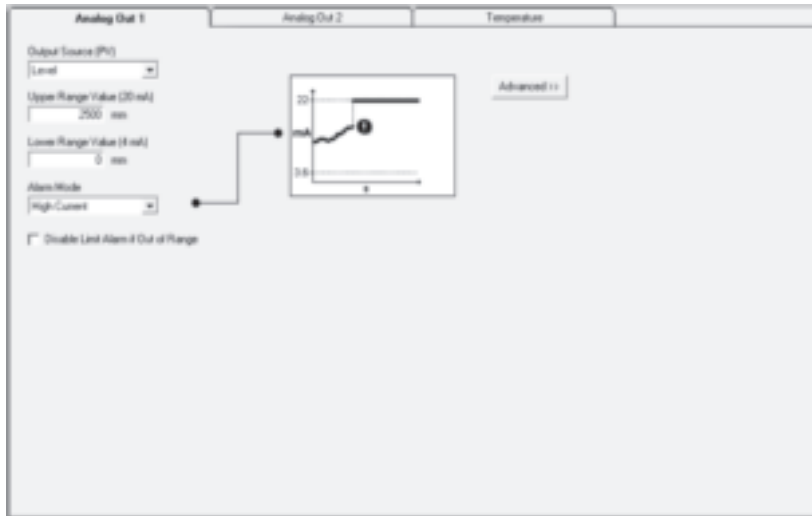 Analog Out 1
Analog Out 2
Temperature
Output Source (PV)
Level
Upper Range Value (20 mA)
2500 mm
Lower Range Value (4 mA)
0 mm
Alarm Mode
High Current
Disable Limit Alarm if Out of Range
22
mA
3.6
s
Advanced >>